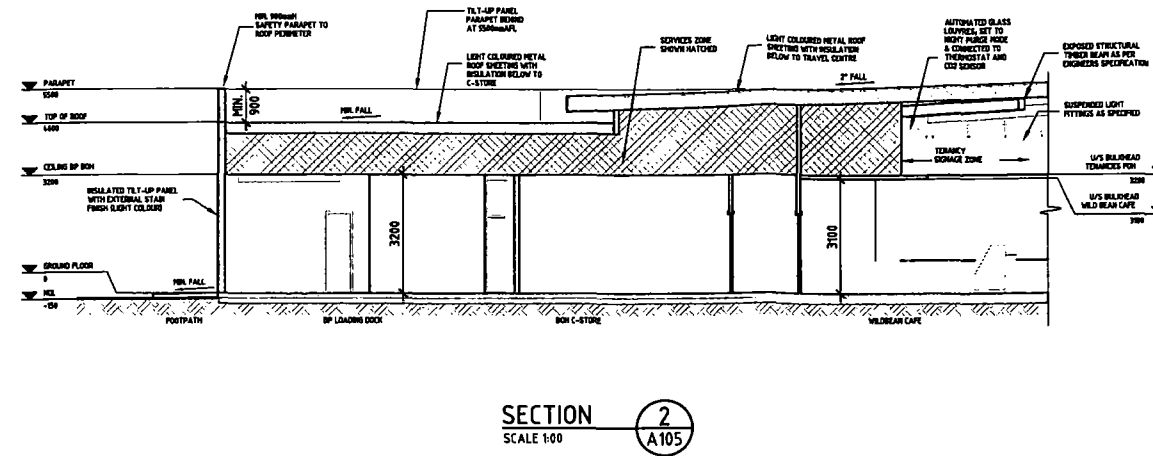 MIN. 900mmH
SAFETY PARAPET TO
ROOF PERIMETER
TILT-UP PANEL
PARAPET BEHIND
AT 5500mmAFL
LIGHT COLOURED METAL
ROOF SHEETING WITH
INSULATION BELOW TO
C-STORE
SERVICES ZONE
SHOWN HATCHED
LIGHT COLOURED METAL ROOF
SHEETING WITH INSULATION
BELOW TO TRAVEL CENTRE
AUTOMATED GLASS
LOUVRES, SET TO
NIGHT PURGE MODE
& CONNECTED TO
THERMOSTAT AND
CO2 SENSOR
EXPOSED STRUCTURAL
TIMBER BEAM AS PER
ENGINEERS SPECIFICATION
2° FALL
PARAPET
5500
MIN.
900
MIN. FALL
SUSPENDED LIGHT
FITTINGS AS SPECIFIED
TOP OF ROOF
4600
TENANCY
SIGNAGE ZONE
CEILING BP BOH
3200
U/S BULKHEAD
TENANCIES POH
3200
INSULATED TILT-UP PANEL
WITH EXTERNAL STAIN
FINISH (LIGHT COLOUR)
U/S BULKHEAD
WILD BEAN CAFE
3100
3200
3100
GROUND FLOOR
0
MIN. FALL
NGL
-150
FOOTPATH
BP LOADING DOCK
BOH C-STORE
WILDBEAN CAFE
SECTION
SCALE 1:00
2
A105